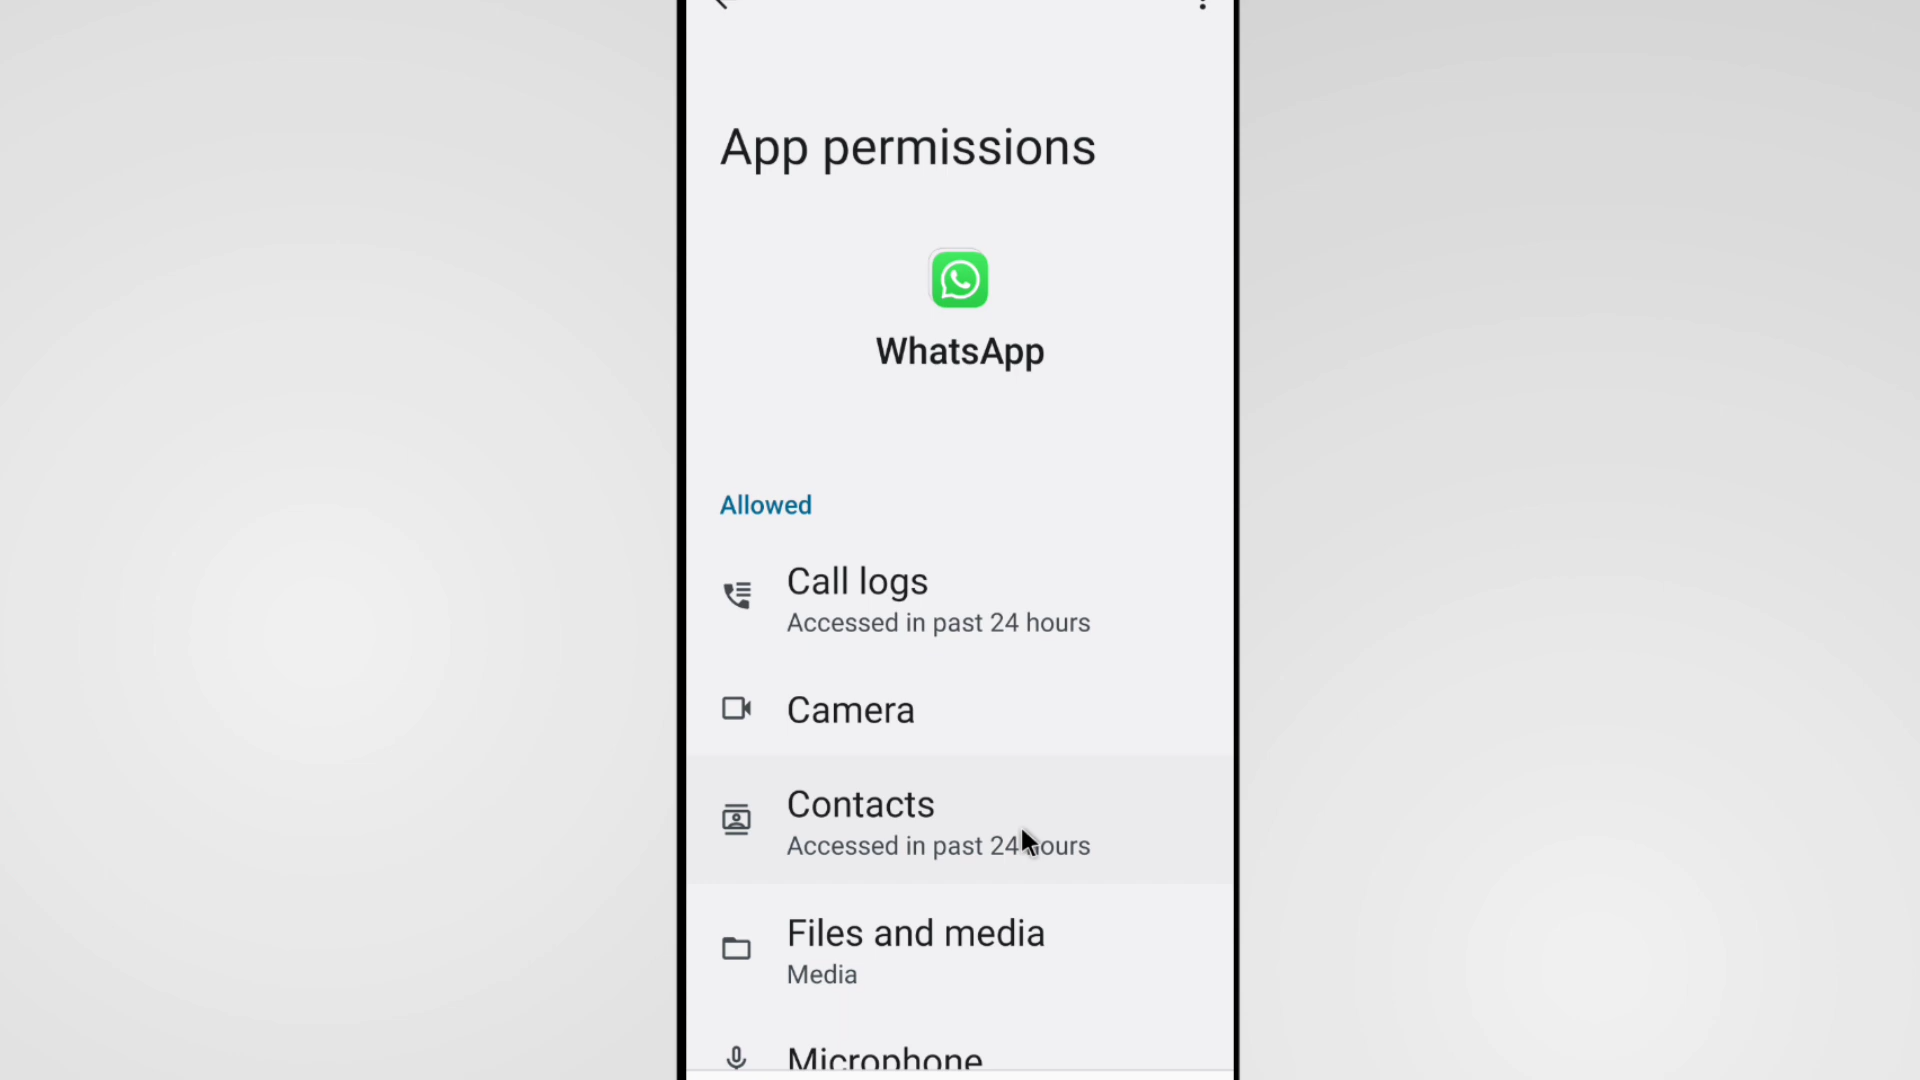 App permissions
WhatsApp
Allowed
Call logs
Accessed in past 24 hours
Camera
Contacts
Accessed in past 24 hours
Files and media
Media
Microphone